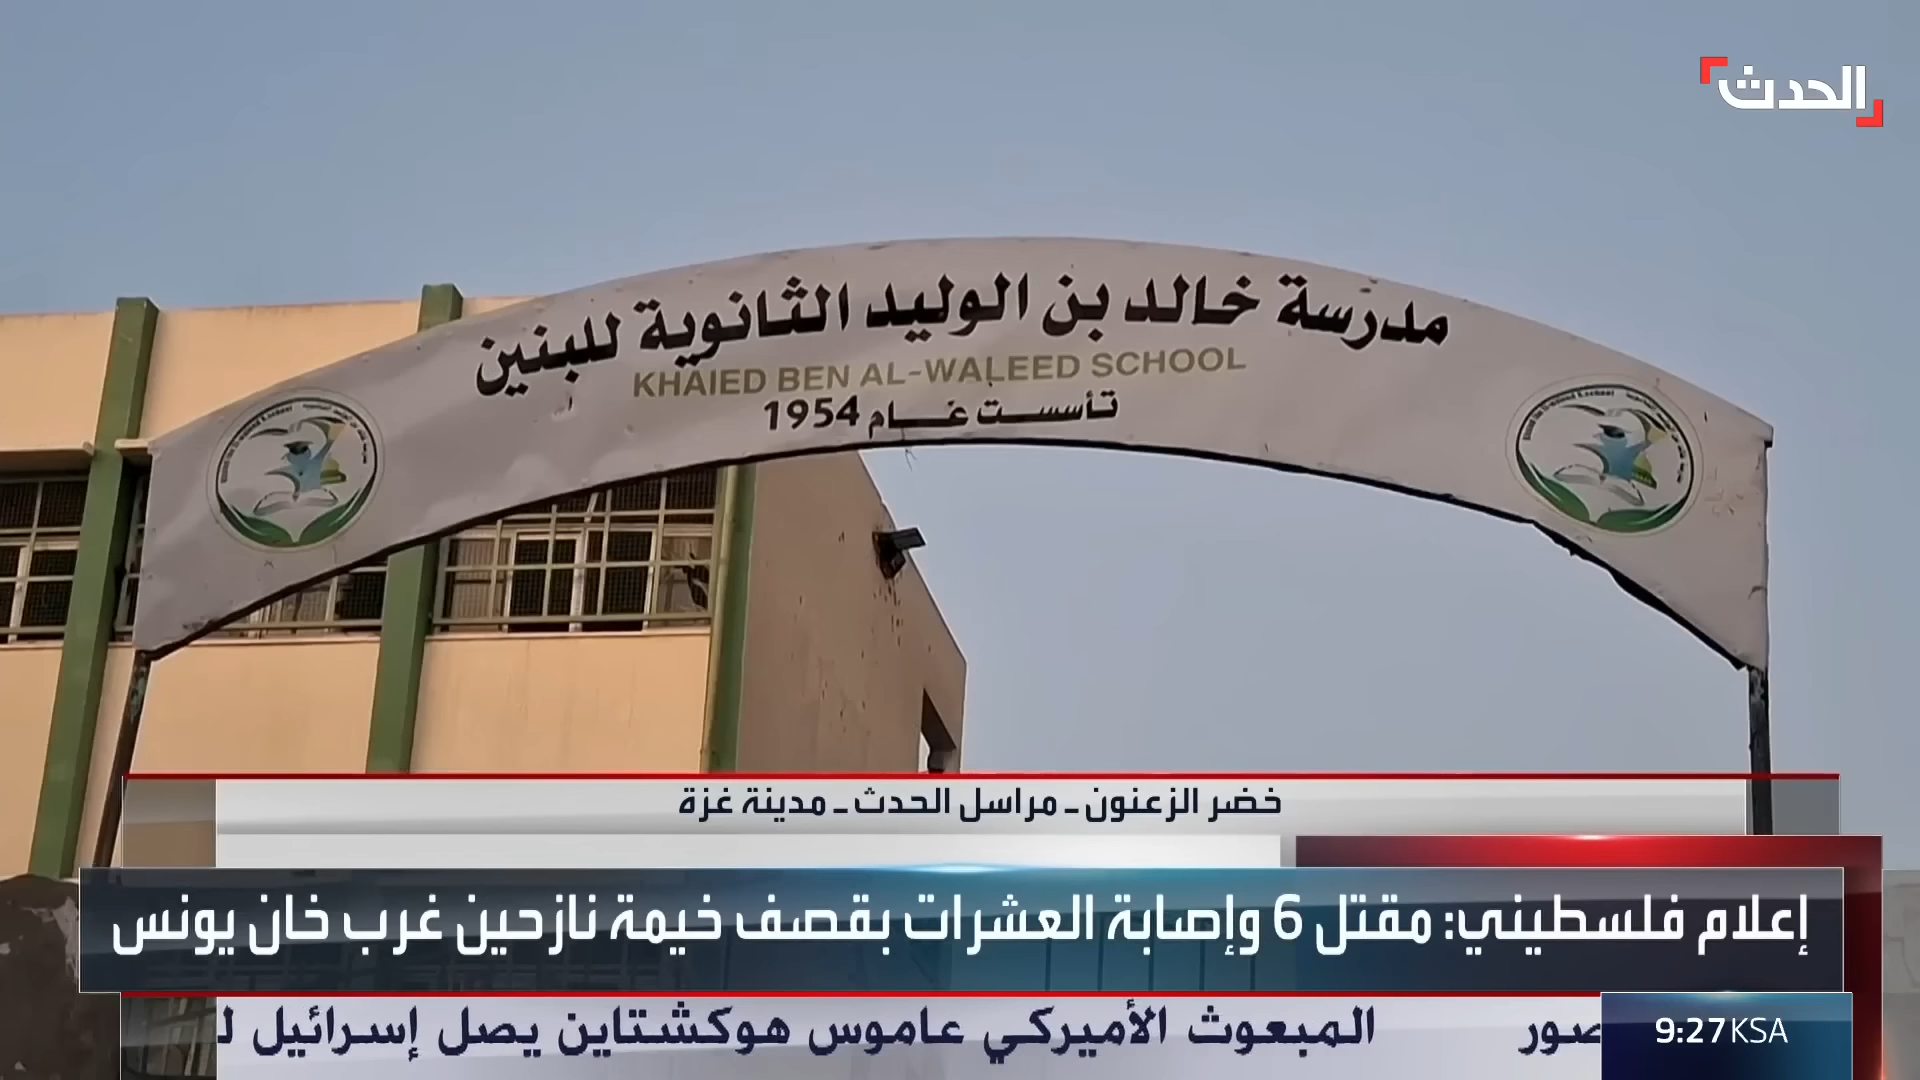 الحدث
مدرسة خالد بن الوليد الثانوية للبنين
KHAIED BEN AL-WALEED SCHOOL
تأسست عام 1954
خضر الزعنون - مراسل الحدث - مدينة غزة
إعلام فلسطيني: مقتل 6 وإصابة العشرات بقصف خيمة نازحين غرب خان يونس
صور المبعوث الأميركي عاموس هوكشتاين يصل إسرائيل ل
9:27 KSA